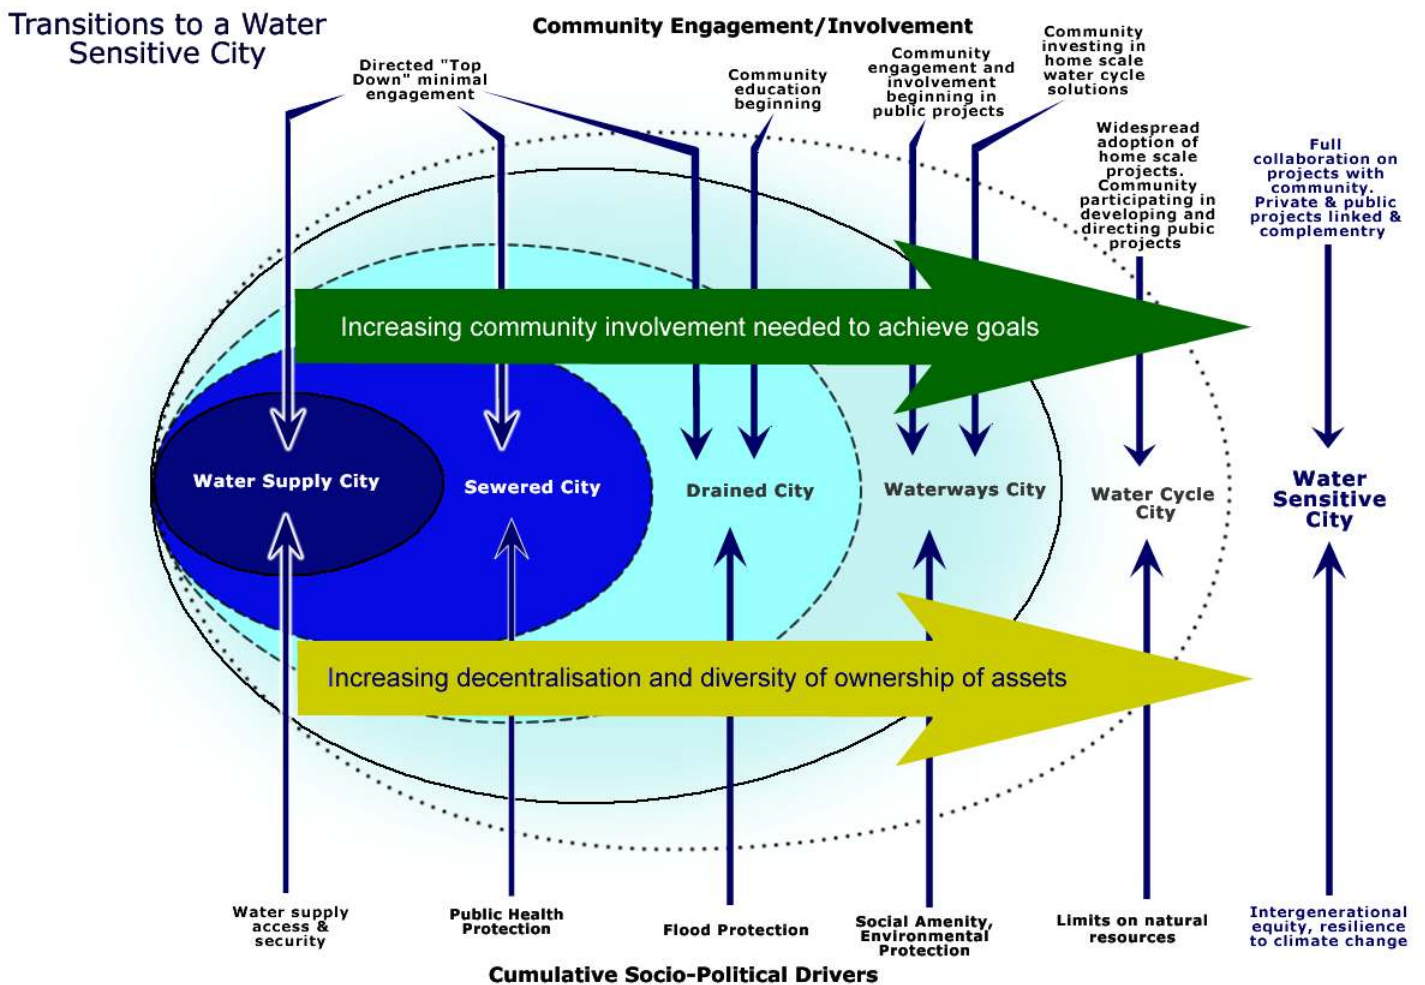 Transitions to a Water
Sensitive City
Community Engagement/Involvement
Directed "Top
Down" minimal
engagement
Community
education
beginning
Community
engagement and
involvement
beginning in
public projects
Community
investing in
home scale
water cycle
solutions
Widespread
adoption of
home scale
projects.
Community
participating in
developing and
directing pubic
projects
Full
collaboration on
projects with
community.
Private & public
projects linked &
complementry
Increasing community involvement needed to achieve goals
Water Supply City
Sewered City
Drained City
Waterways City
Water Cycle
City
Water
Sensitive
City
Increasing decentralisation and diversity of ownership of assets
Water supply
access &
security
Public Health
Protection
Flood Protection
Social Amenity,
Environmental
Protection
Limits on natural
resources
Intergenerational
equity, resilience
to climate change
Cumulative Socio-Political Drivers